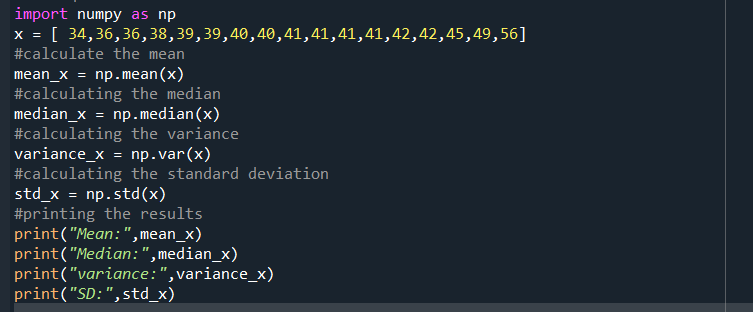 import numpy as np
x = [ 34,36,36,38,39,39,40,40,41,41,41,41,42,42,45,49,56]
#calculate the mean
mean_x = np.mean(x)
#calculating the median
median_x = np.median(x)
#calculating the variance
variance_x = np.var(x)
#calculating the standard deviation
std_x = np.std(x)
#printing the results
print("Mean:",mean_x)
print("Median:",median_x)
print("variance:",variance_x)
print("SD:",std_x)